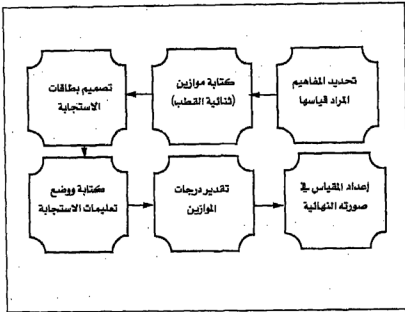 تحديد المفاهيم
المراد قياسها
كتابة موازين
(ثنائية القطب)
تصميم بطاقات
الاستجابة
كتابة ووضع
تعليمات الاستجابة
تقدير درجات
الموازين
إعداد المقياس في
صورته النهائية